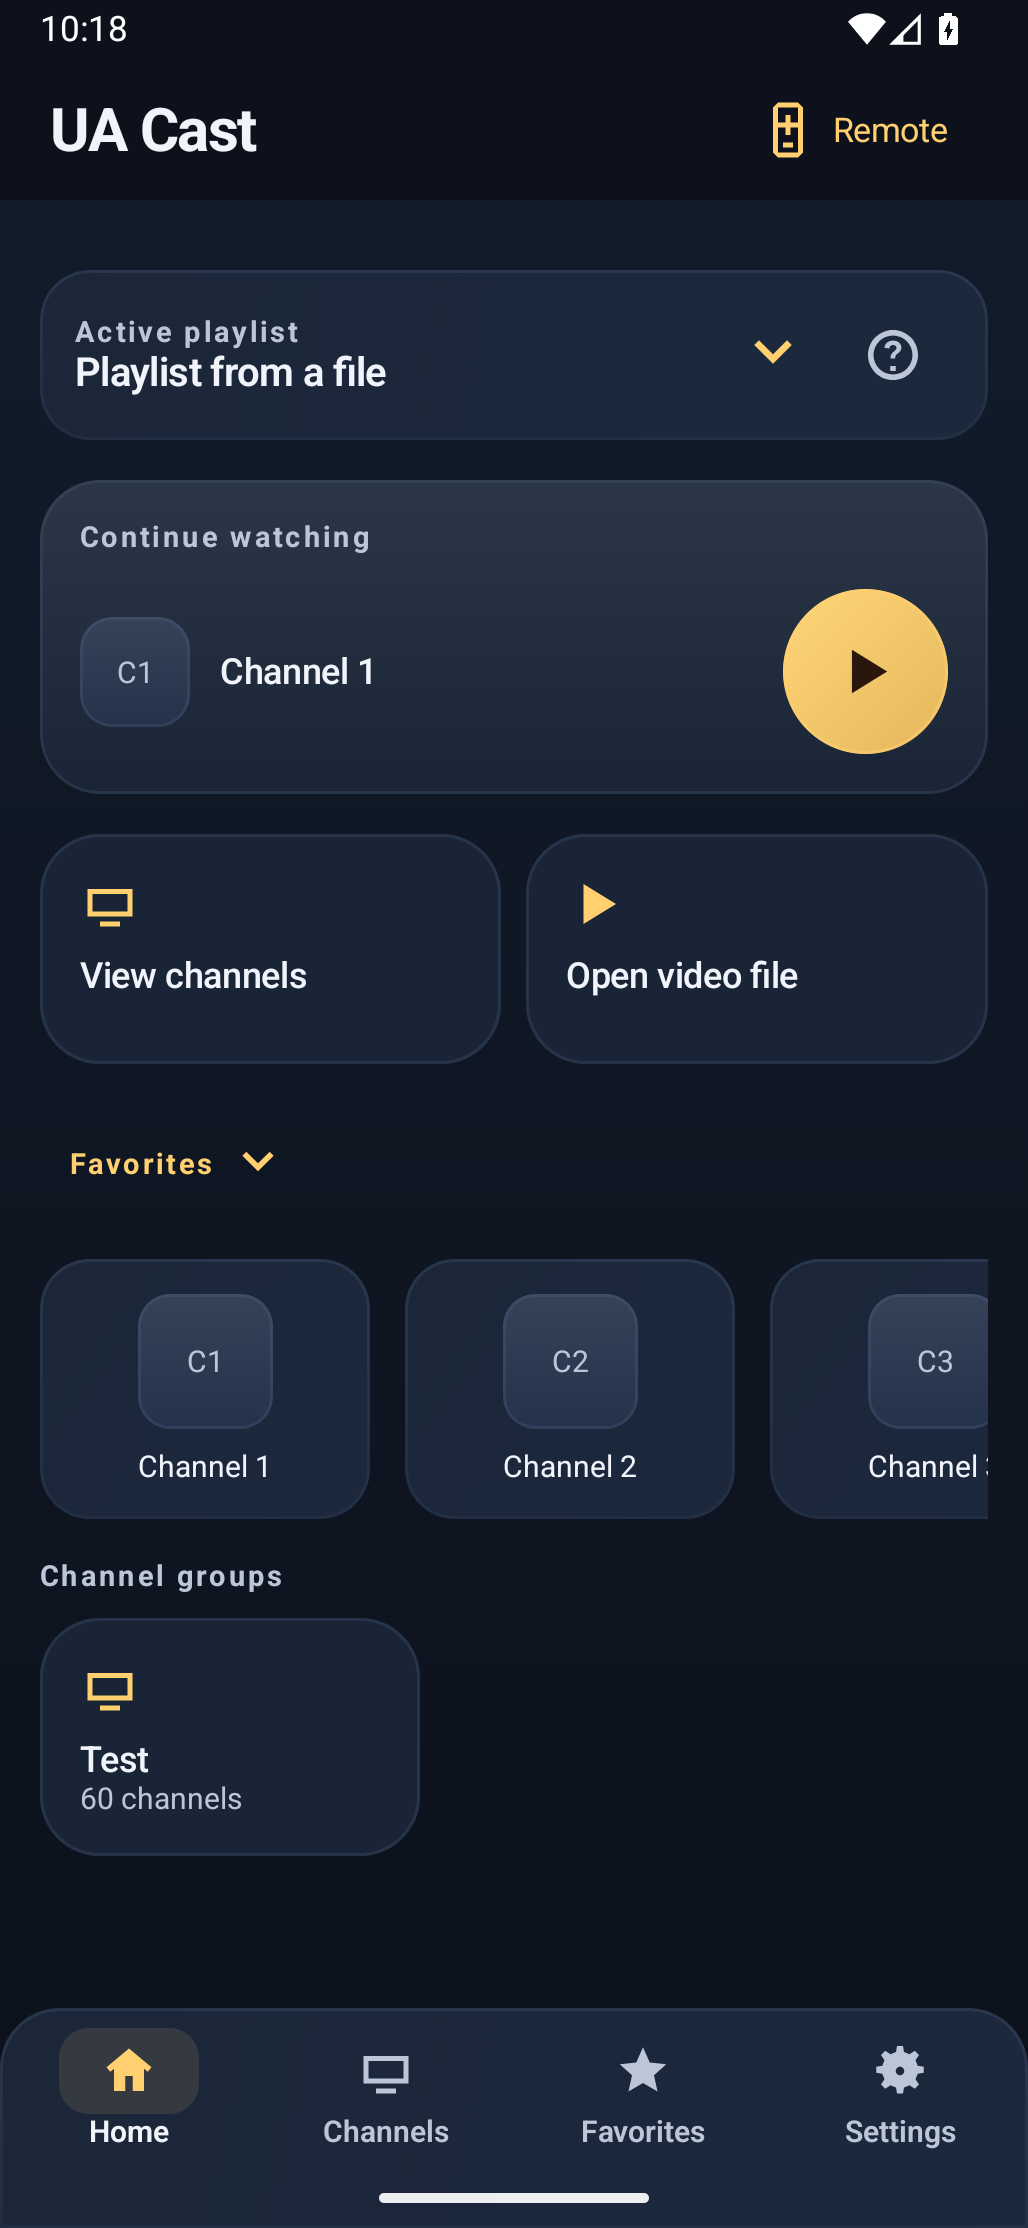 10:18
UA Cast
Remote
Active playlist
Playlist from a file
Continue watching
C1
Channel 1
View channels
Open video file
Favorites
C1
C2
C3
Channel 1
Channel 2
Channel
Channel groups
Test
60 channels
Home
Channels
Favorites
Settings